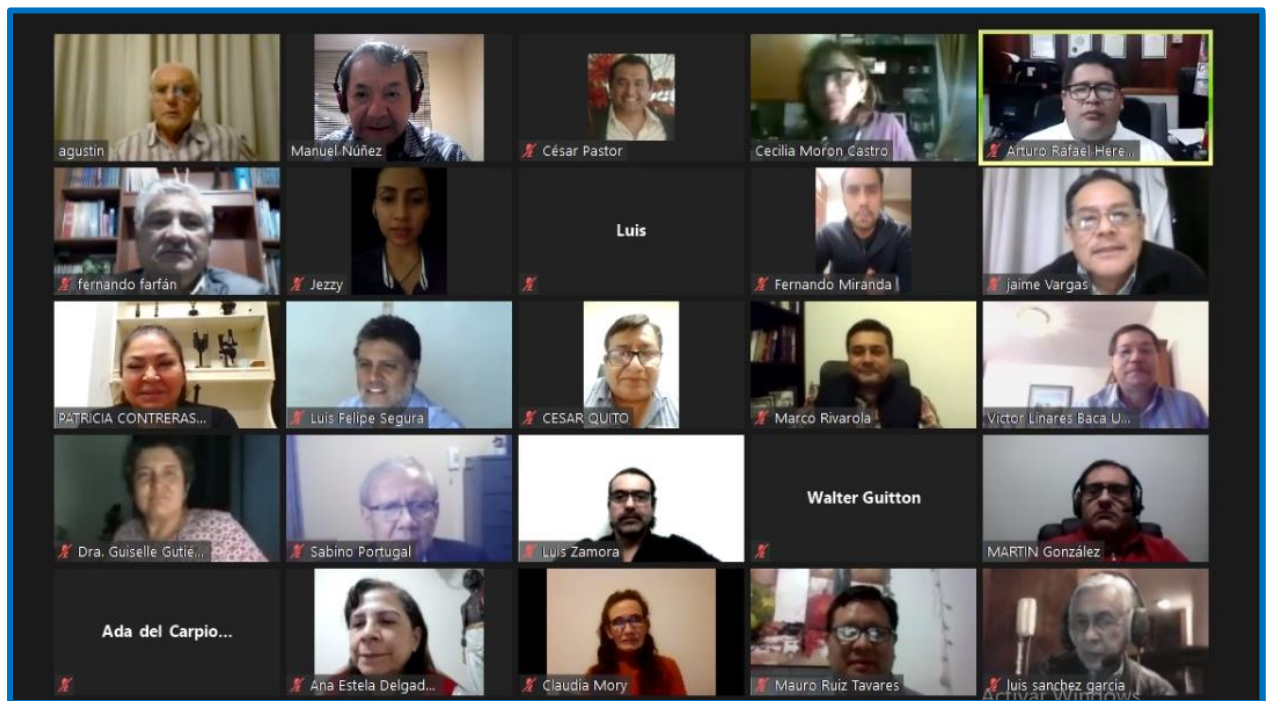 agustin
Manuel Núñez
César Pastor
Cecilia Moron Castro
Arturo Rafael Here...
fernando farfán
Jezzy
Luis
Fernando Miranda
jaime Vargas
PATRICIA CONTRERAS...
Luis Felipe Segura
CESAR QUITO
Marco Rivarola
Victor Linares Baca U...
Dra. Guiselle Gutié...
Sabino Portugal
Luis Zamora
Walter Guitton
MARTIN González
Ada del Carpio...
Ana Estela Delgad...
Claudia Mory
Mauro Ruiz Tavares
luis sanchez garcia
Activar Windows